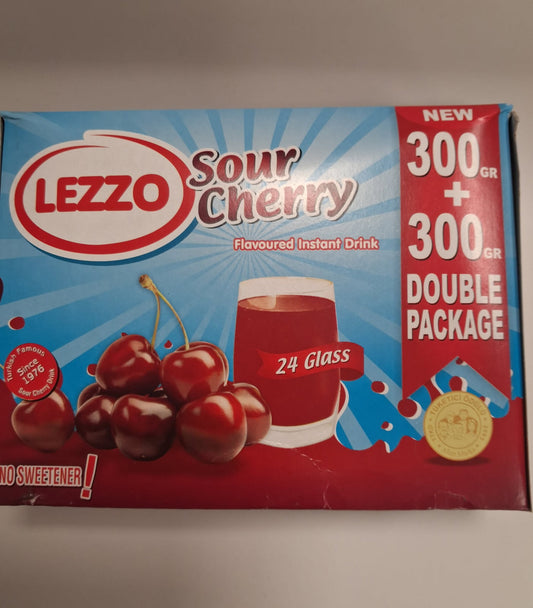 NEW
LEZZO
Sour
Cherry
Flavoured Instant Drink
300GR
+
300GR
DOUBLE
PACKAGE
24 Glass
Turkish Famous
Since
1976
Sour Cherry Drink
NO SWEETENER!